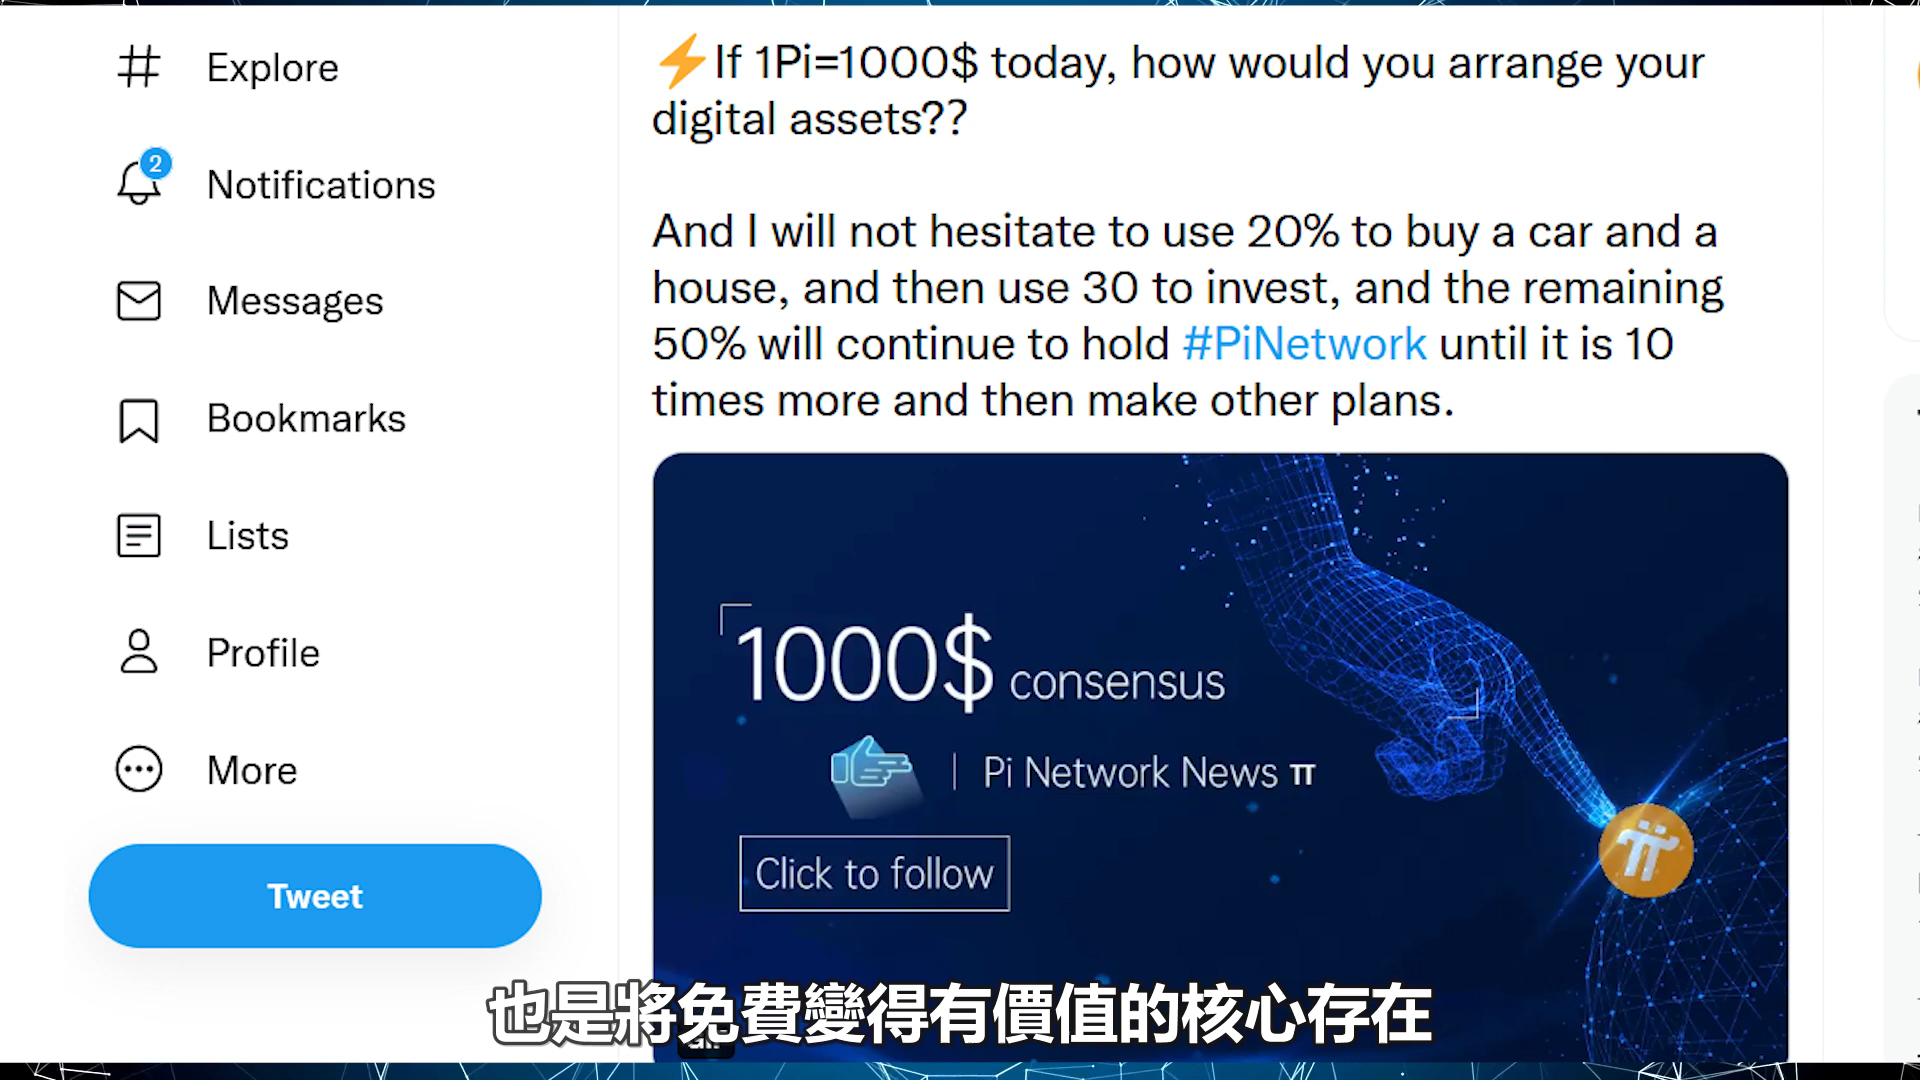 Explore
2
Notifications
Messages
Bookmarks
Lists
Profile
More
Tweet
⚡If 1Pi=1000$ today, how would you arrange your
digital assets??
And I will not hesitate to use 20% to buy a car and a
house, and then use 30 to invest, and the remaining
50% will continue to hold #PiNetwork until it is 10
times more and then make other plans.
1000$ consensus
| Pi Network News π
Click to follow
也是將免費變得有價值的核心存在